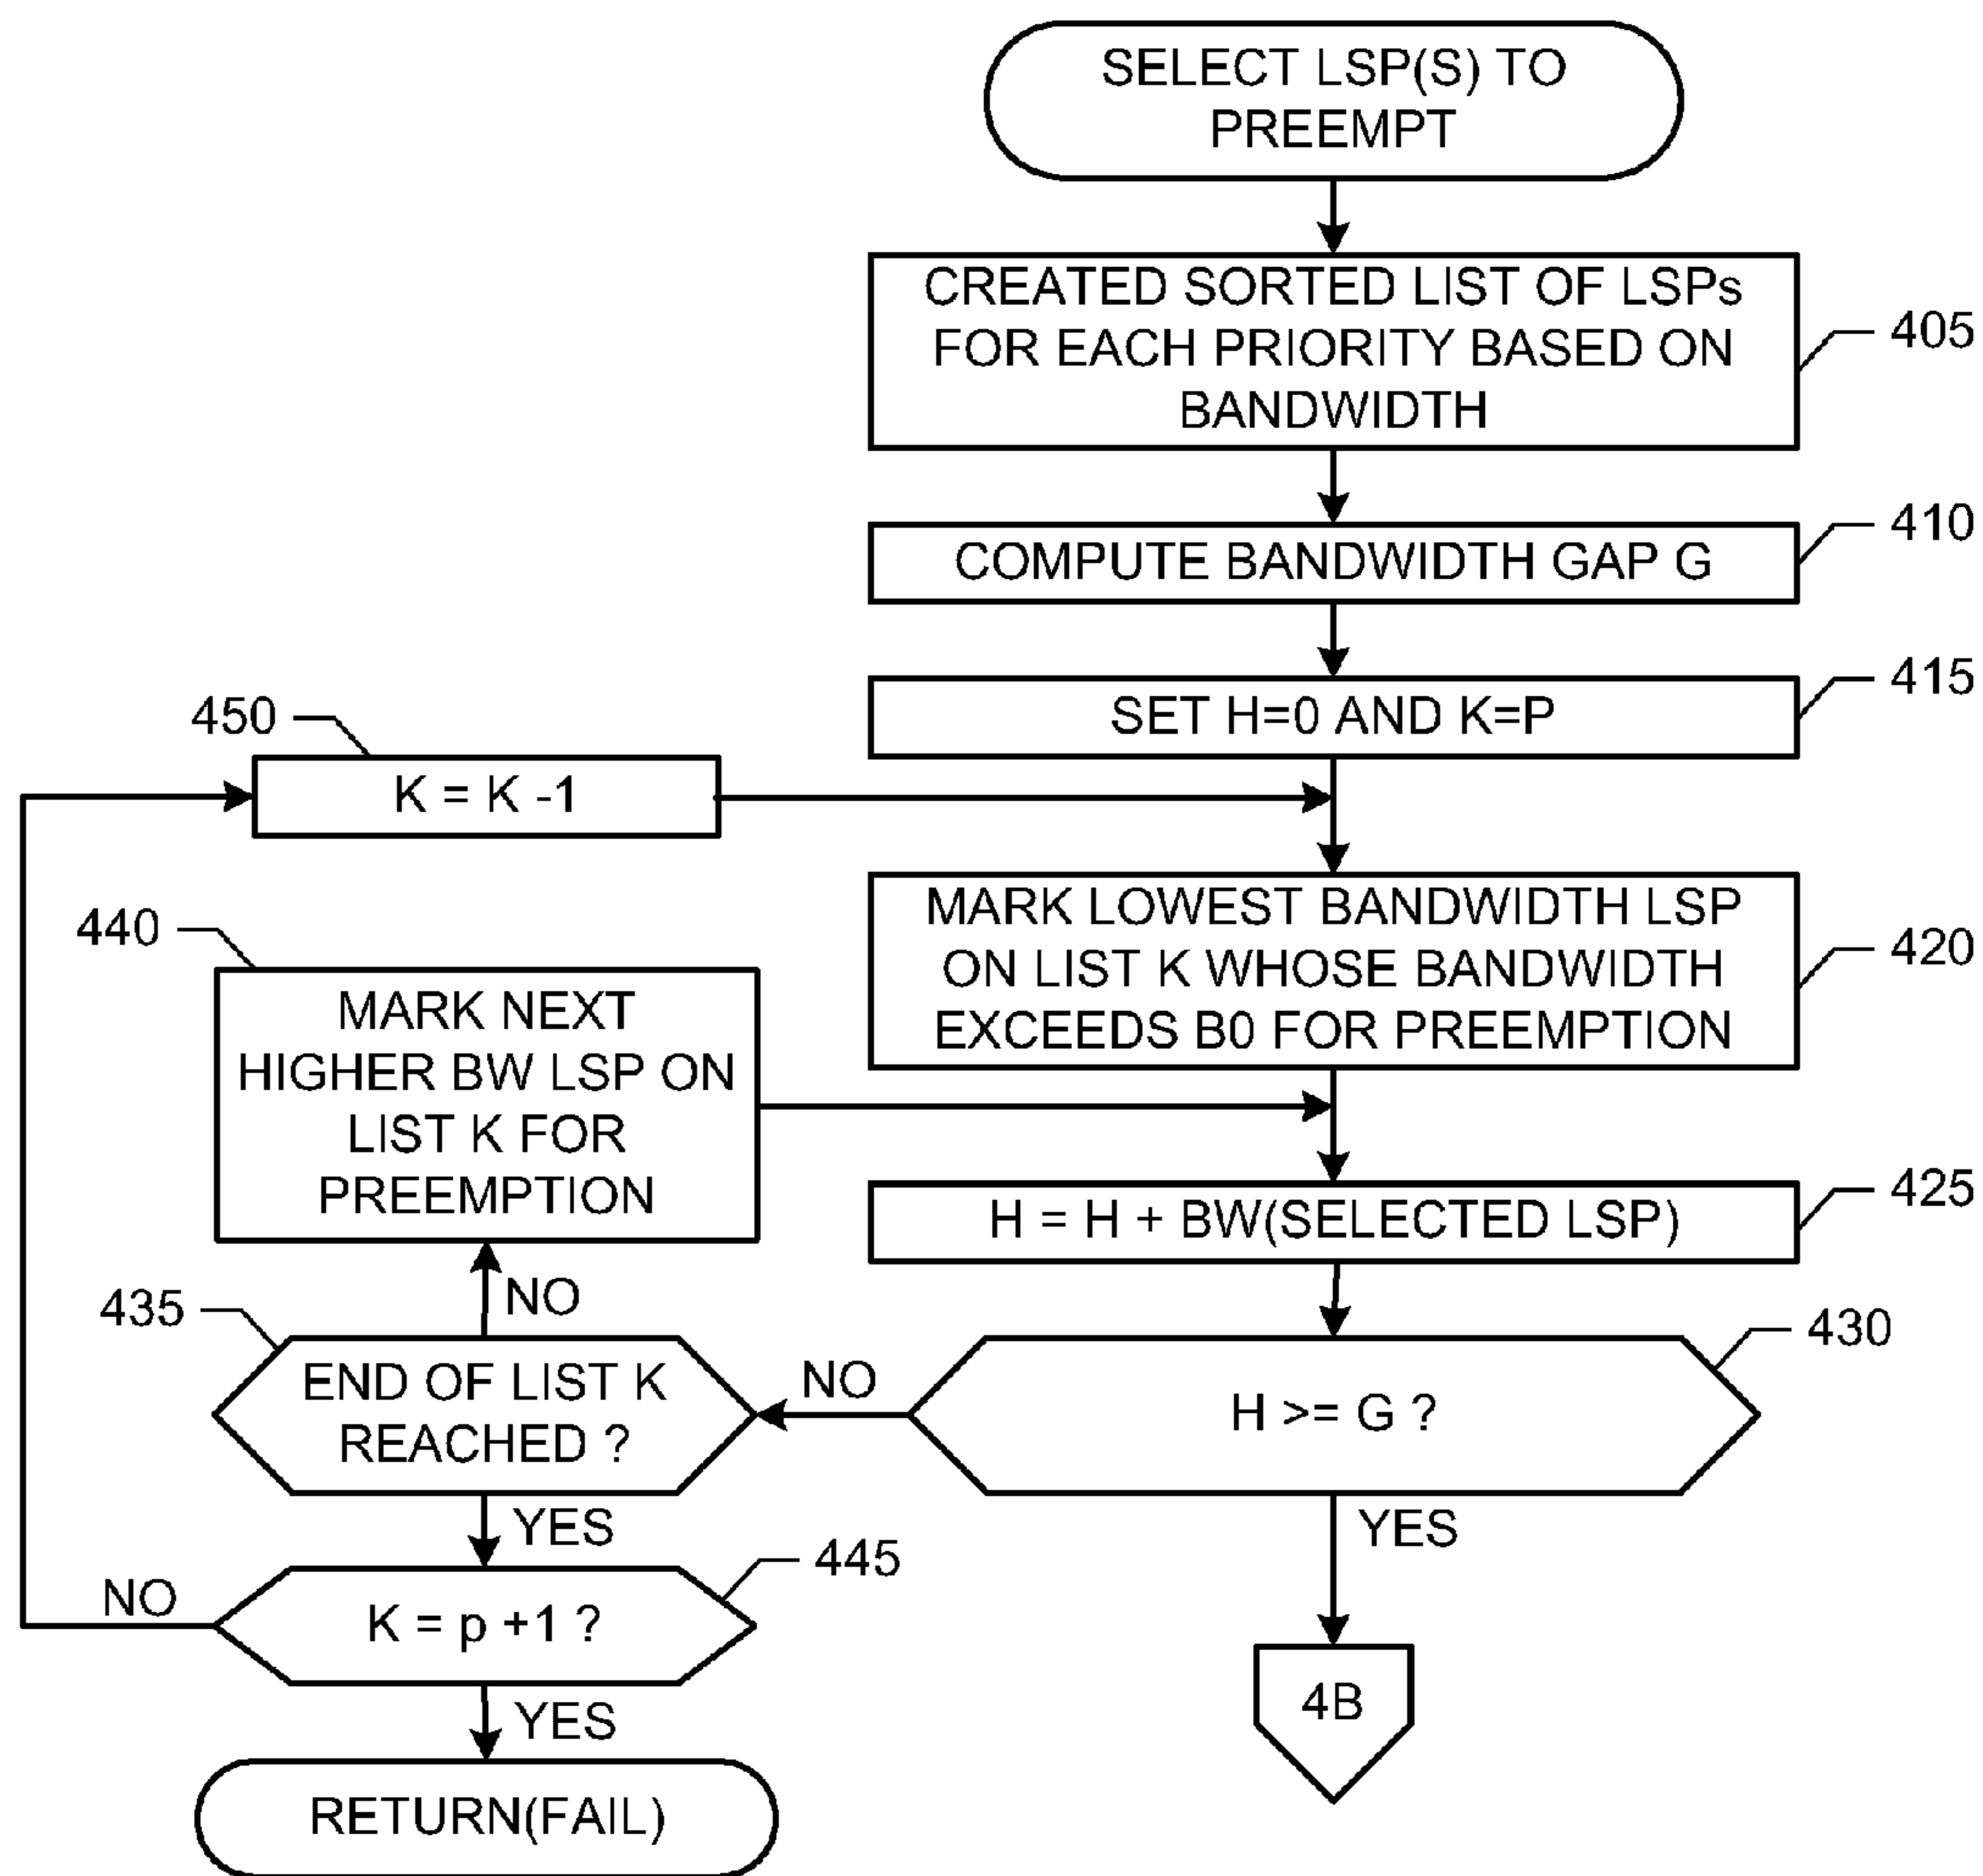 SELECT LSP(S) TO
PREEMPT
CREATED SORTED LIST OF LSPs
FOR EACH PRIORITY BASED ON
BANDWIDTH
405
COMPUTE BANDWIDTH GAP G
410
SET H=0 AND K=P
415
450
K = K -1
MARK LOWEST BANDWIDTH LSP
ON LIST K WHOSE BANDWIDTH
EXCEEDS B0 FOR PREEMPTION
420
440
MARK NEXT
HIGHER BW LSP ON
LIST K FOR
PREEMPTION
H = H + BW(SELECTED LSP)
425
H >= G ?
430
NO
YES
435
END OF LIST K
REACHED ?
NO
YES
K = p +1 ?
445
NO
YES
RETURN(FAIL)
4B